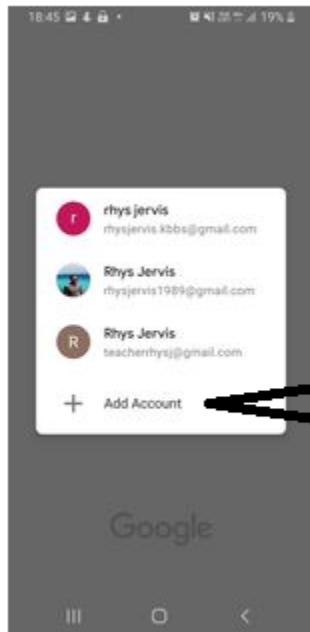 18:45 19%
r
rhys jervis
rhysjervis.kbbs@gmail.com
Rhys Jervis
rhysjervis1989@gmail.com
R
Rhys Jervis
teacherrhysj@gmail.com
+ Add Account
Google